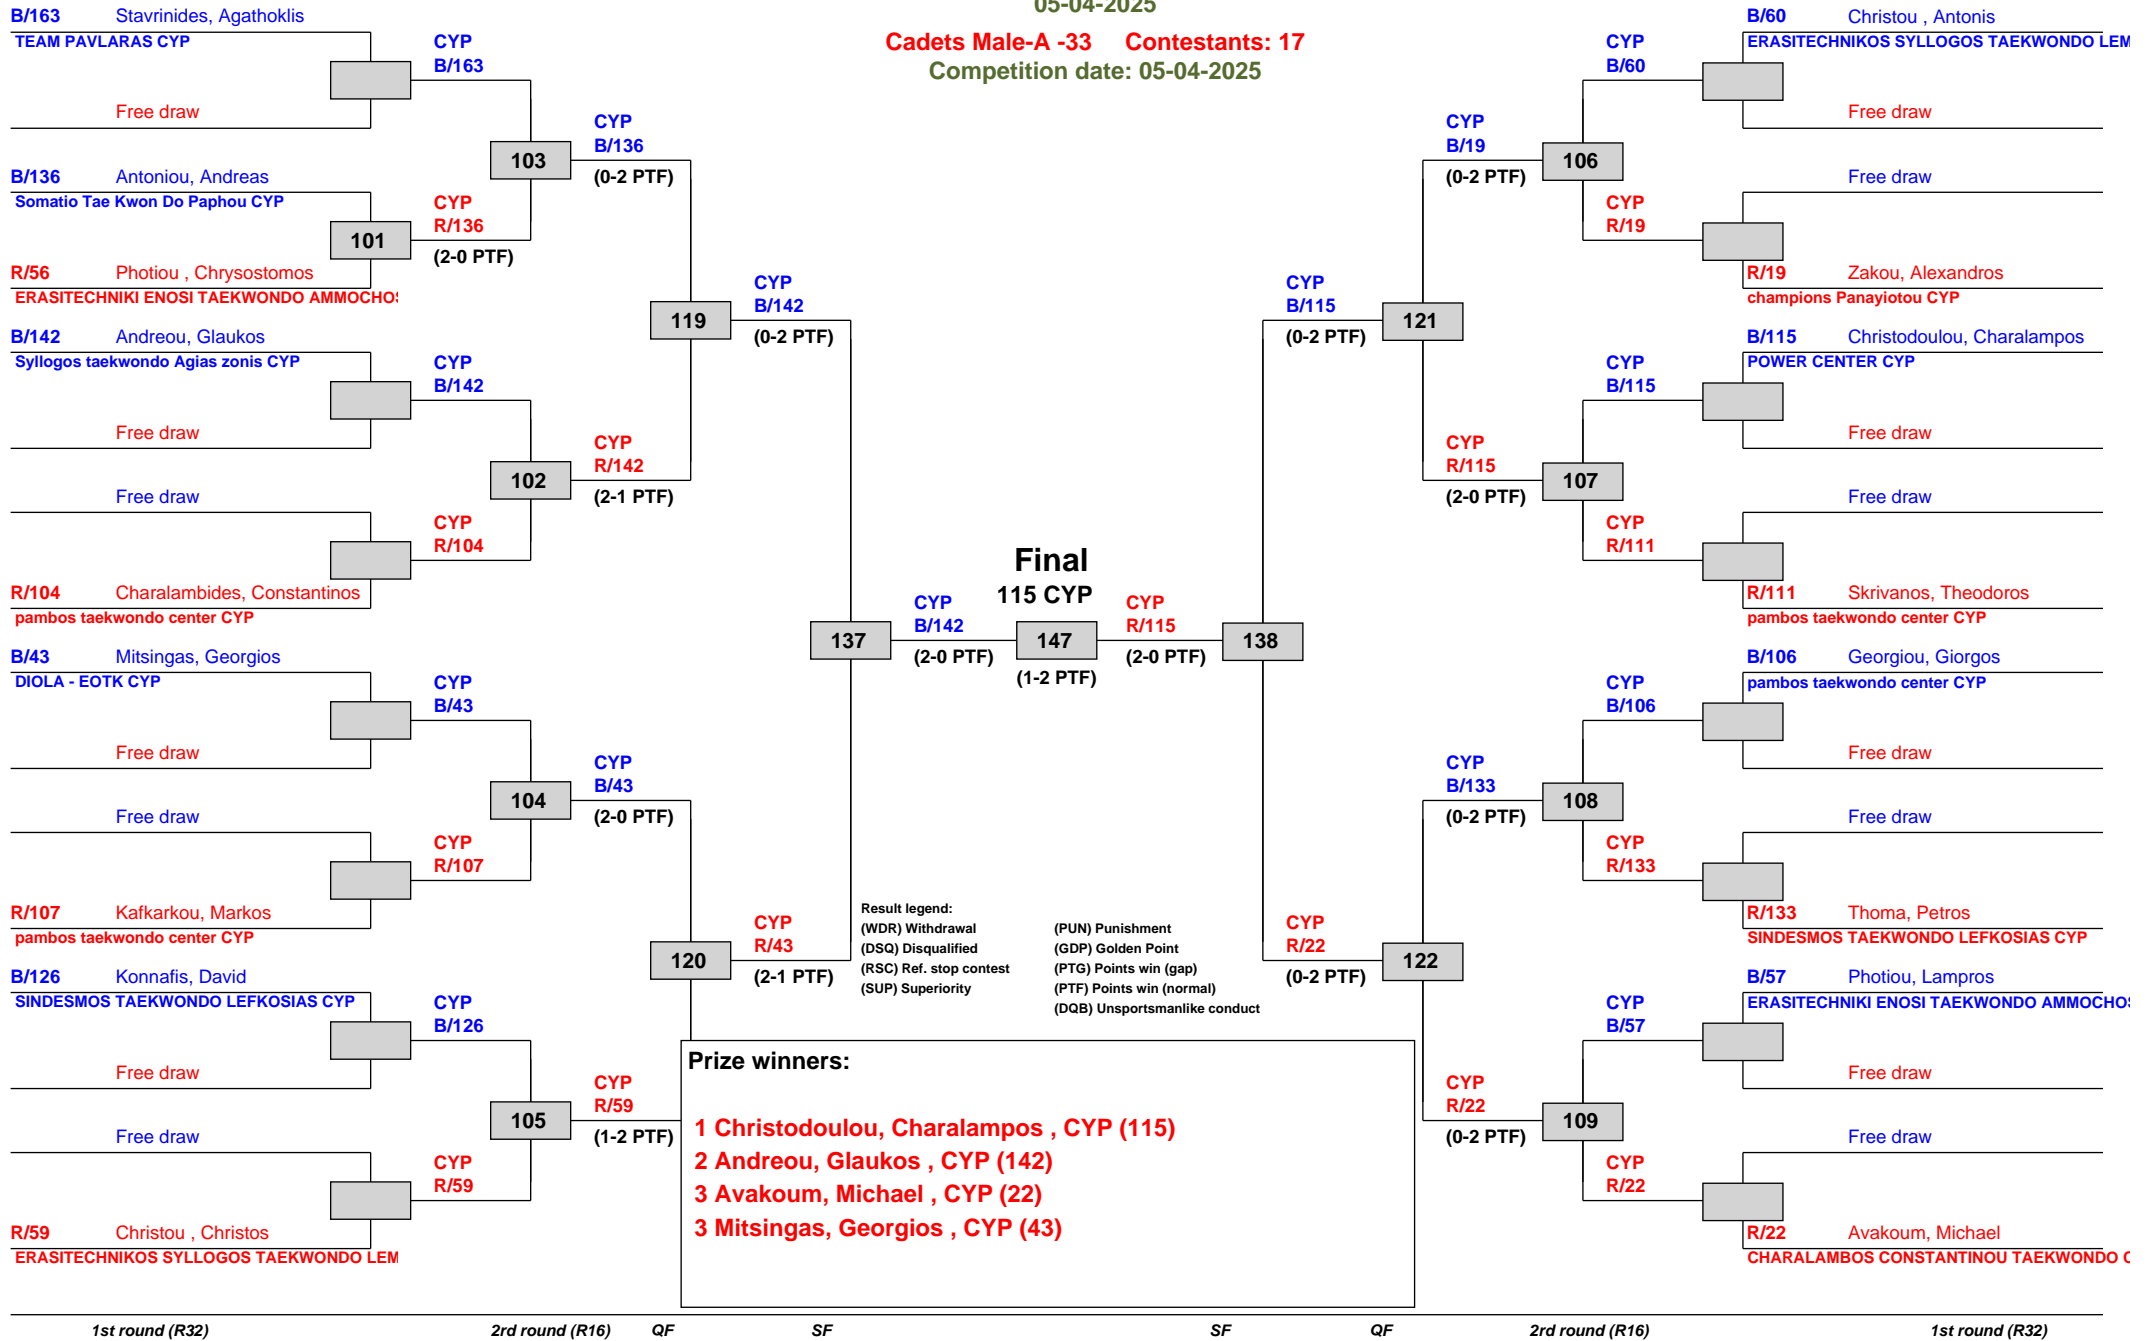 05-04-2025
Cadets Male-A -33 Contestants: 17
Competition date: 05-04-2025
B/163 Stavrinides, Agathoklis
TEAM PAVLARAS CYP
Free draw
B/136 Antoniou, Andreas
Somatio Tae Kwon Do Paphou CYP
R/56 Photiou , Chrysostomos
ERASITECHNIKI ENOSI TAEKWONDO AMMOCHOS
B/142 Andreou, Glaukos
Syllogos taekwondo Agias zonis CYP
Free draw
Free draw
R/104 Charalambides, Constantinos
pambos taekwondo center CYP
B/43 Mitsingas, Georgios
DIOLA - EOTK CYP
Free draw
Free draw
R/107 Kafkarkou, Markos
pambos taekwondo center CYP
B/126 Konnafis, David
SINDESMOS TAEKWONDO LEFKOSIAS CYP
Free draw
Free draw
R/59 Christou , Christos
ERASITECHNIKOS SYLLOGOS TAEKWONDO LEM
101
CYP
B/163
CYP
R/136
(2-0 PTF)
CYP
B/142
CYP
R/104
CYP
B/43
CYP
R/107
CYP
B/126
CYP
R/59
103
102
104
105
CYP
B/136
(0-2 PTF)
CYP
R/142
(2-1 PTF)
CYP
B/43
(2-0 PTF)
CYP
R/59
(1-2 PTF)
119
120
CYP
B/142
(0-2 PTF)
CYP
R/43
(2-1 PTF)
137
CYP
B/142
(2-0 PTF)
Final
115 CYP
147
(1-2 PTF)
CYP
R/115
(2-0 PTF)
138
CYP
B/115
(0-2 PTF)
CYP
R/22
(0-2 PTF)
121
122
CYP
B/19
(0-2 PTF)
CYP
R/115
(2-0 PTF)
CYP
B/133
(0-2 PTF)
CYP
R/22
(0-2 PTF)
106
107
108
109
CYP
B/60
CYP
R/19
CYP
B/115
CYP
R/111
CYP
B/106
CYP
R/133
CYP
B/57
CYP
R/22
B/60 Christou , Antonis
ERASITECHNIKOS SYLLOGOS TAEKWONDO LEM
Free draw
Free draw
R/19 Zakou, Alexandros
champions Panayiotou CYP
B/115 Christodoulou, Charalampos
POWER CENTER CYP
Free draw
Free draw
R/111 Skrivanos, Theodoros
pambos taekwondo center CYP
B/106 Georgiou, Giorgos
pambos taekwondo center CYP
Free draw
Free draw
R/133 Thoma, Petros
SINDESMOS TAEKWONDO LEFKOSIAS CYP
B/57 Photiou, Lampros
ERASITECHNIKI ENOSI TAEKWONDO AMMOCHOS
Free draw
Free draw
R/22 Avakoum, Michael
CHARALAMBOS CONSTANTINOU TAEKWONDO C
Result legend:
(WDR) Withdrawal
(DSQ) Disqualified
(RSC) Ref. stop contest
(SUP) Superiority
(PUN) Punishment
(GDP) Golden Point
(PTG) Points win (gap)
(PTF) Points win (normal)
(DQB) Unsportsmanlike conduct
Prize winners:
1 Christodoulou, Charalampos , CYP (115)
2 Andreou, Glaukos , CYP (142)
3 Avakoum, Michael , CYP (22)
3 Mitsingas, Georgios , CYP (43)
1st round (R32) 2rd round (R16) QF SF SF QF 2rd round (R16) 1st round (R32)